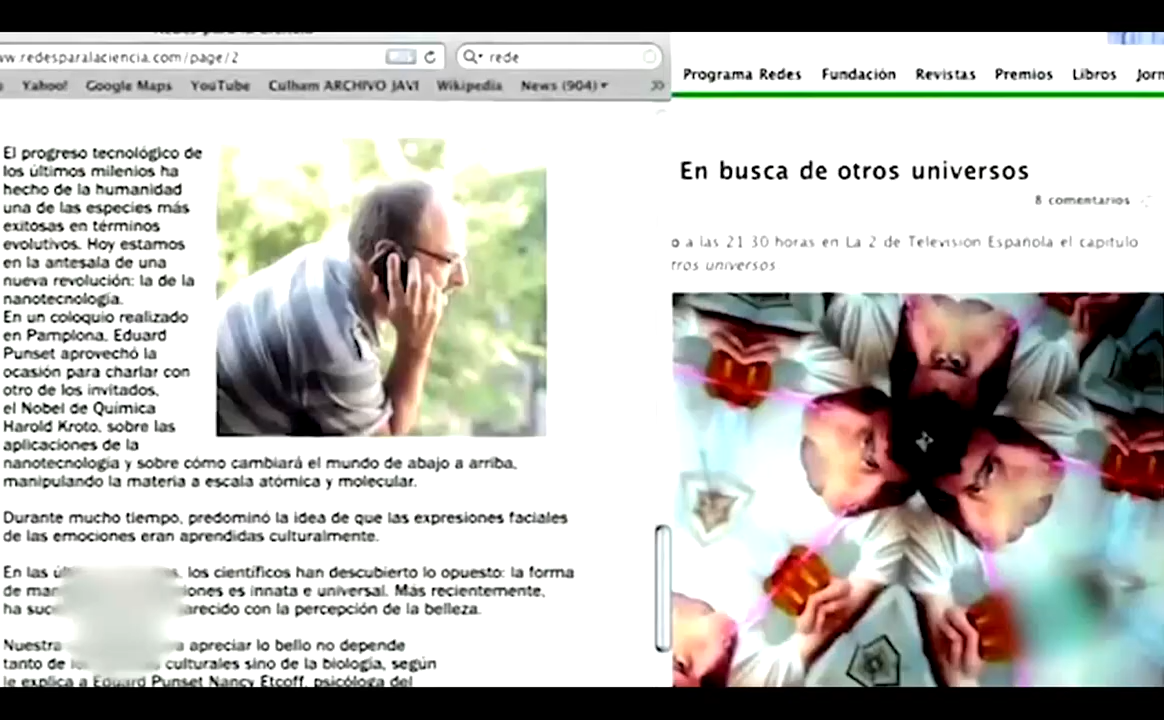 ww.redesparalaciencia.com/page/2
rede
Yahoo! Google Maps YouTube Culham ARCHIVO JAVI Wikipedia News (904)
El progreso tecnológico de
los últimos milenios ha
hecho de la humanidad
una de las especies más
exitosas en términos
evolutivos. Hoy estamos
en la antesala de una
nueva revolución: la de la
nanotecnología.
En un coloquio realizado
en Pamplona, Eduard
Punset aprovechó la
ocasión para charlar con
otro de los invitados,
el Nobel de Química
Harold Kroto, sobre las
aplicaciones de la
nanotecnología y sobre cómo cambiará el mundo de abajo a arriba,
manipulando la materia a escala atómica y molecular.
Durante mucho tiempo, predominó la idea de que las expresiones faciales
de las emociones eran aprendidas culturalmente.
En las los científicos han descubierto lo opuesto: la forma
de es innata e universal. Más recientemente,
ha con la percepción de la belleza.
Nuestra a apreciar lo bello no depende
tanto de culturales sino de la biología, según
le explica a Eduard Punset Nancy Etcoff, psicóloga del
Programa Redes Fundación Revistas Premios Libros Jorn
En busca de otros universos
8 comentarios
o a las 21 30 horas en La 2 de Televisión Española el capítulo
tros universos